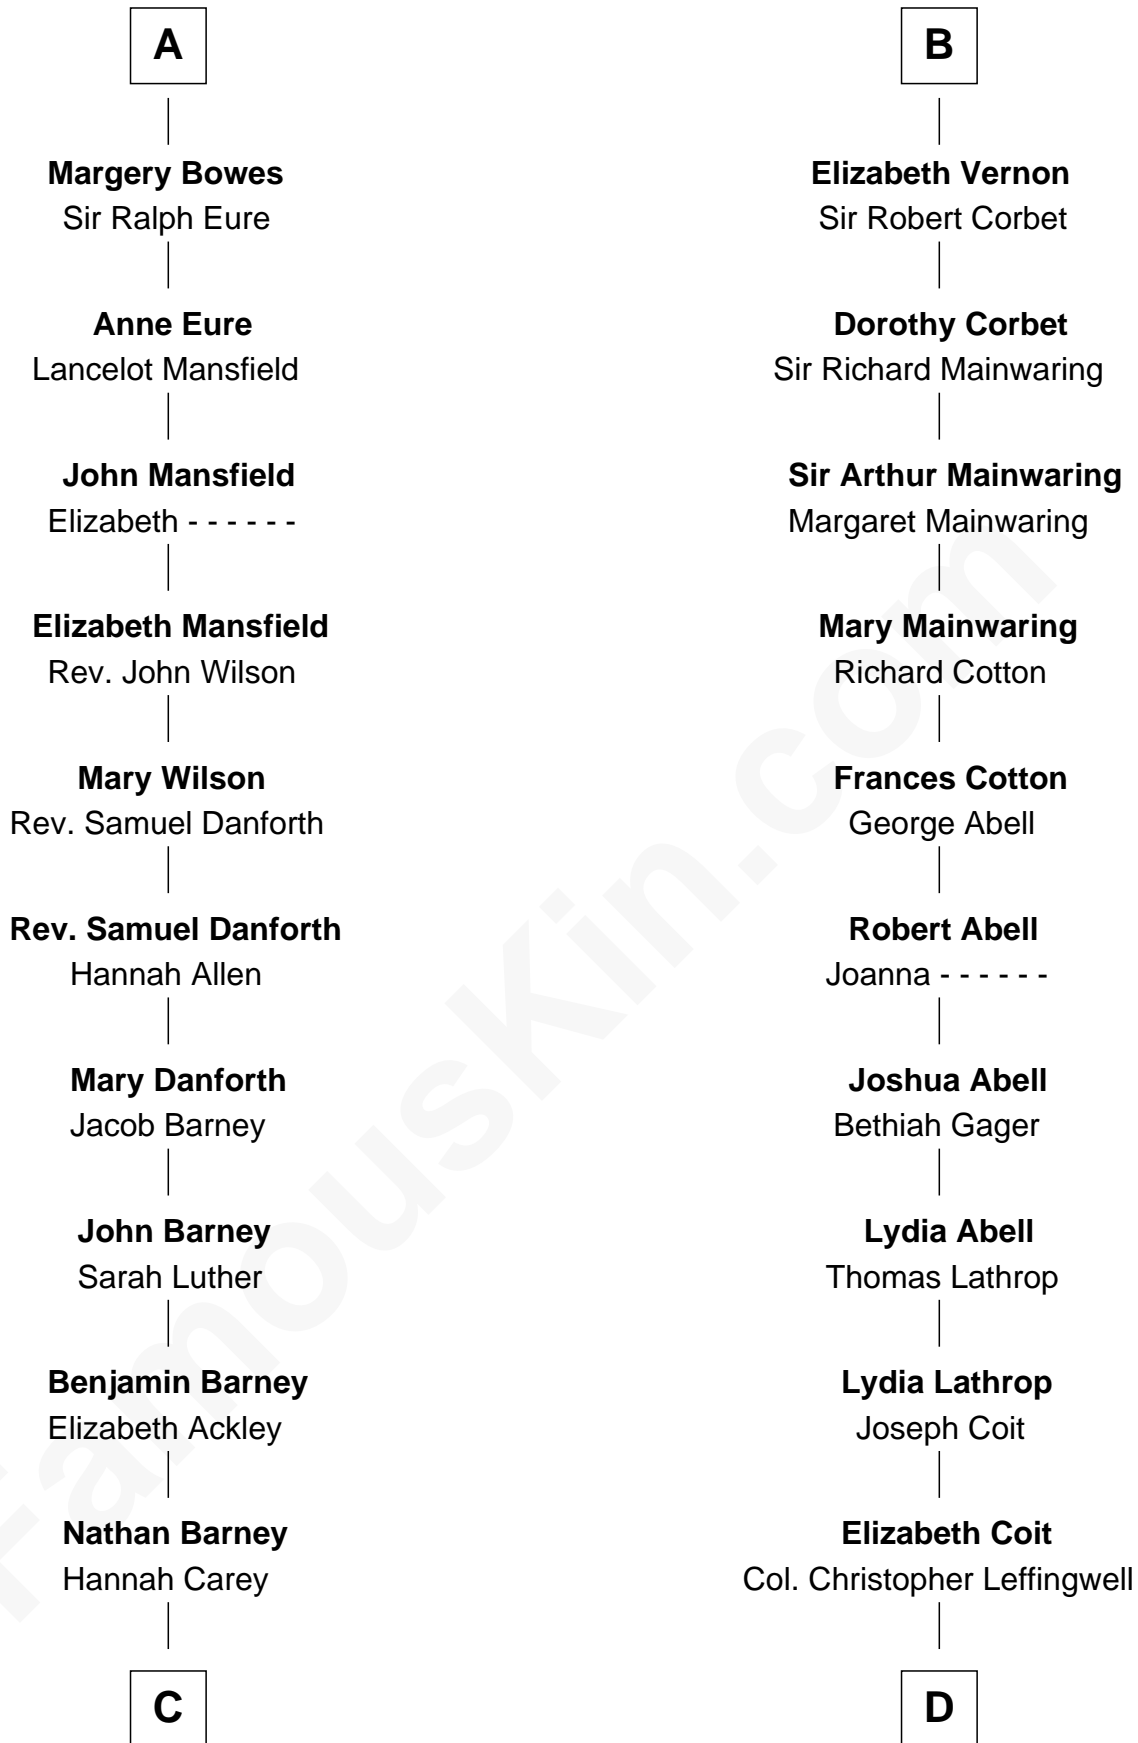 A
Margery Bowes
Sir Ralph Eure
Anne Eure
Lancelot Mansfield
John Mansfield
Elizabeth - - - - - -
Elizabeth Mansfield
Rev. John Wilson
Mary Wilson
Rev. Samuel Danforth
Rev. Samuel Danforth
Hannah Allen
Mary Danforth
Jacob Barney
John Barney
Sarah Luther
Benjamin Barney
Elizabeth Ackley
Nathan Barney
Hannah Carey
C
B
Elizabeth Vernon
Sir Robert Corbet
Dorothy Corbet
Sir Richard Mainwaring
Sir Arthur Mainwaring
Margaret Mainwaring
Mary Mainwaring
Richard Cotton
Frances Cotton
George Abell
Robert Abell
Joanna - - - - - -
Joshua Abell
Bethiah Gager
Lydia Abell
Thomas Lathrop
Lydia Lathrop
Joseph Coit
Elizabeth Coit
Col. Christopher Leffingwell
D
FamousKin.com